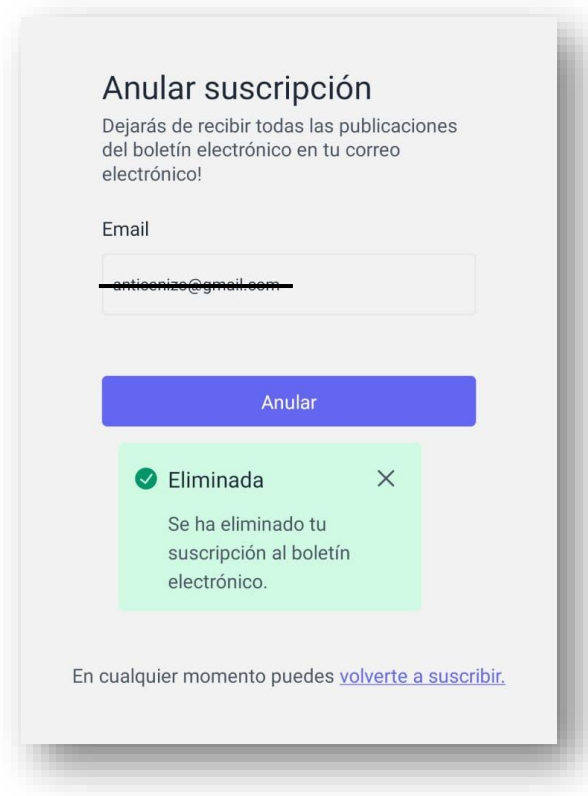 Anular suscripción
Dejarás de recibir todas las publicaciones
del boletín electrónico en tu correo
electrónico!
Email
Anular
Eliminada
Se ha eliminado tu
suscripción al boletín
electrónico.
En cualquier momento puedes volverte a suscribir.